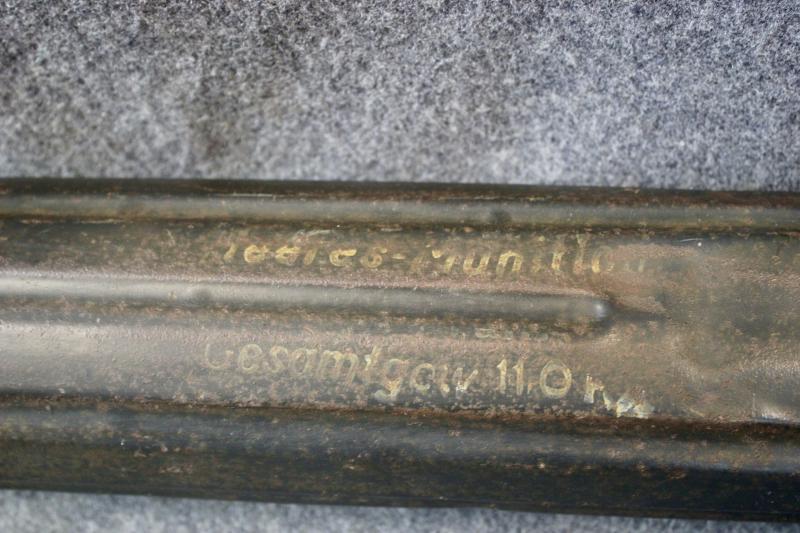 Heeres-Munition
Gesamtgew 11,0 kg